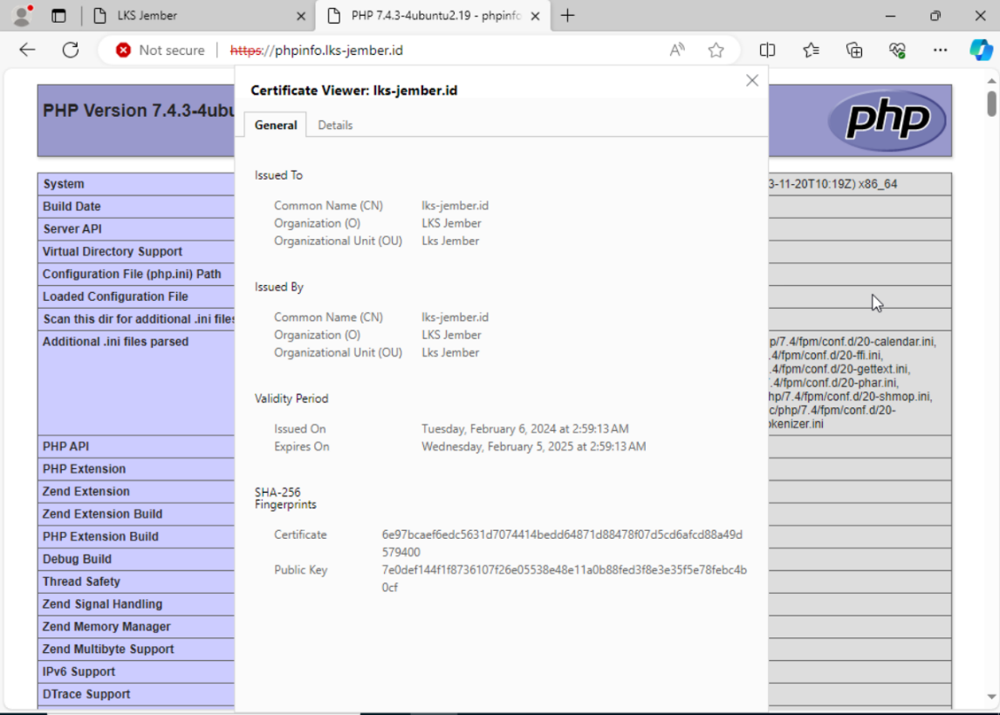 LKS Jember
PHP 7.4.3-4ubuntu2.19 - phpinfo
Not secure
https://phpinfo.lks-jember.id
PHP Version 7.4.3-4ubu
php
Certificate Viewer: lks-jember.id
General
Details
Issued To
Common Name (CN) lks-jember.id
Organization (O) LKS Jember
Organizational Unit (OU) Lks Jember
Issued By
Common Name (CN) lks-jember.id
Organization (O) LKS Jember
Organizational Unit (OU) Lks Jember
Validity Period
Issued On Tuesday, February 6, 2024 at 2:59:13 AM
Expires On Wednesday, February 5, 2025 at 2:59:13 AM
SHA-256
Fingerprints
Certificate 6e97bcaef6edc5631d7074414bedd64871d88478f07d5cd6afcd88a49d
579400
Public Key 7e0def144f1f8736107f26e05538e48e11a0b88fed3f8e3e35f5e78febc4b
0cf
System
3-11-20T10:19Z) x86_64
Build Date
Server API
Virtual Directory Support
Configuration File (php.ini) Path
Loaded Configuration File
Scan this dir for additional .ini files
Additional .ini files parsed
p/7.4/fpm/conf.d/20-calendar.ini,
.4/fpm/conf.d/20-ffi.ini,
.4/fpm/conf.d/20-gettext.ini,
.4/fpm/conf.d/20-phar.ini,
hp/7.4/fpm/conf.d/20-shmop.ini,
c/php/7.4/fpm/conf.d/20-
okenizer.ini
PHP API
PHP Extension
Zend Extension
Zend Extension Build
PHP Extension Build
Debug Build
Thread Safety
Zend Signal Handling
Zend Memory Manager
Zend Multibyte Support
IPv6 Support
DTrace Support